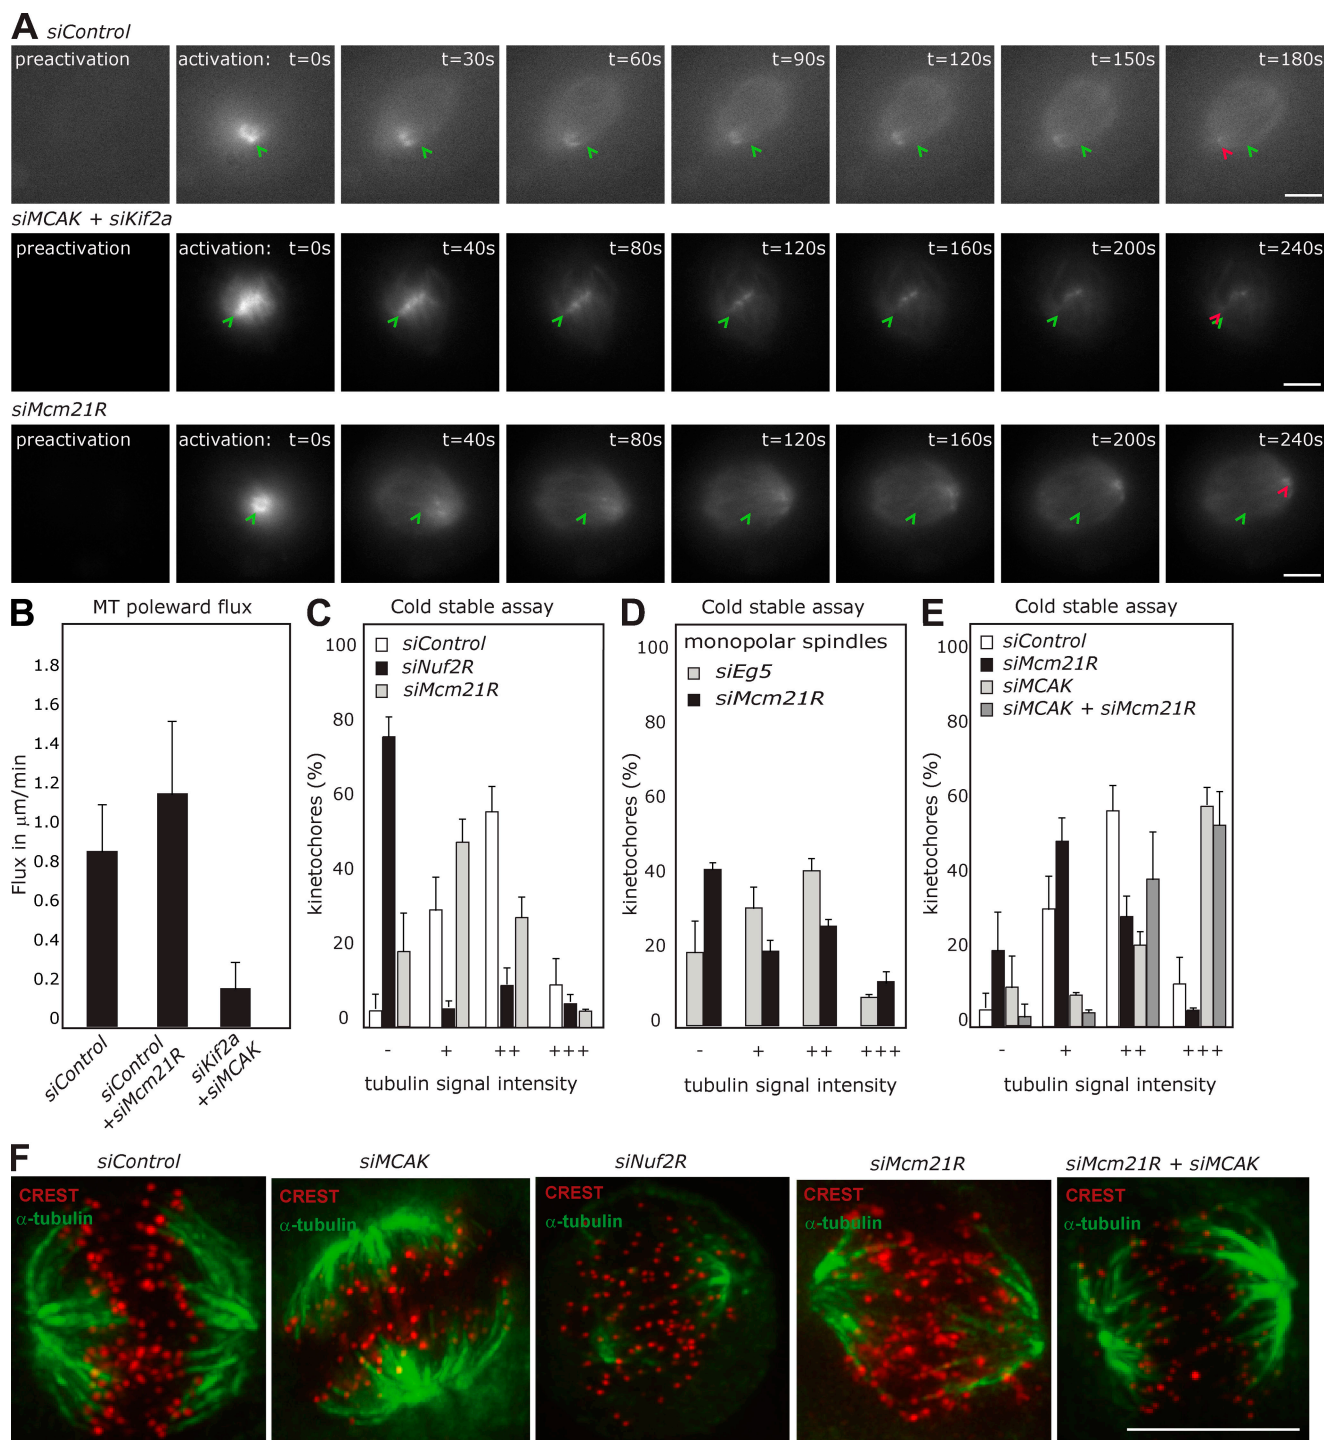 A siControl
preactivation activation: t=0s t=30s t=60s t=90s t=120s t=150s t=180s
siMCAK + siKif2a
preactivation activation: t=0s t=40s t=80s t=120s t=160s t=200s t=240s
siMcm21R
preactivation activation: t=0s t=40s t=80s t=120s t=160s t=200s t=240s
B MT poleward flux
Flux in μm/min
1.8
1.6
1.4
1.2
1.0
0.8
0.6
0.4
0.2
0
siControl
siControl
+siMcm21R
siKif2a
+siMCAK
C Cold stable assay
siControl
siNuf2R
siMcm21R
kinetochores (%)
100
80
60
40
20
0
- + ++ +++
tubulin signal intensity
D Cold stable assay
monopolar spindles
siEg5
siMcm21R
kinetochores (%)
100
80
60
40
20
0
- + ++ +++
tubulin signal intensity
E Cold stable assay
siControl
siMcm21R
siMCAK
siMCAK + siMcm21R
kinetochores (%)
100
80
60
40
20
0
- + ++ +++
tubulin signal intensity
F
siControl
CREST
α-tubulin
siMCAK
CREST
α-tubulin
siNuf2R
CREST
α-tubulin
siMcm21R
CREST
α-tubulin
siMcm21R + siMCAK
CREST
α-tubulin